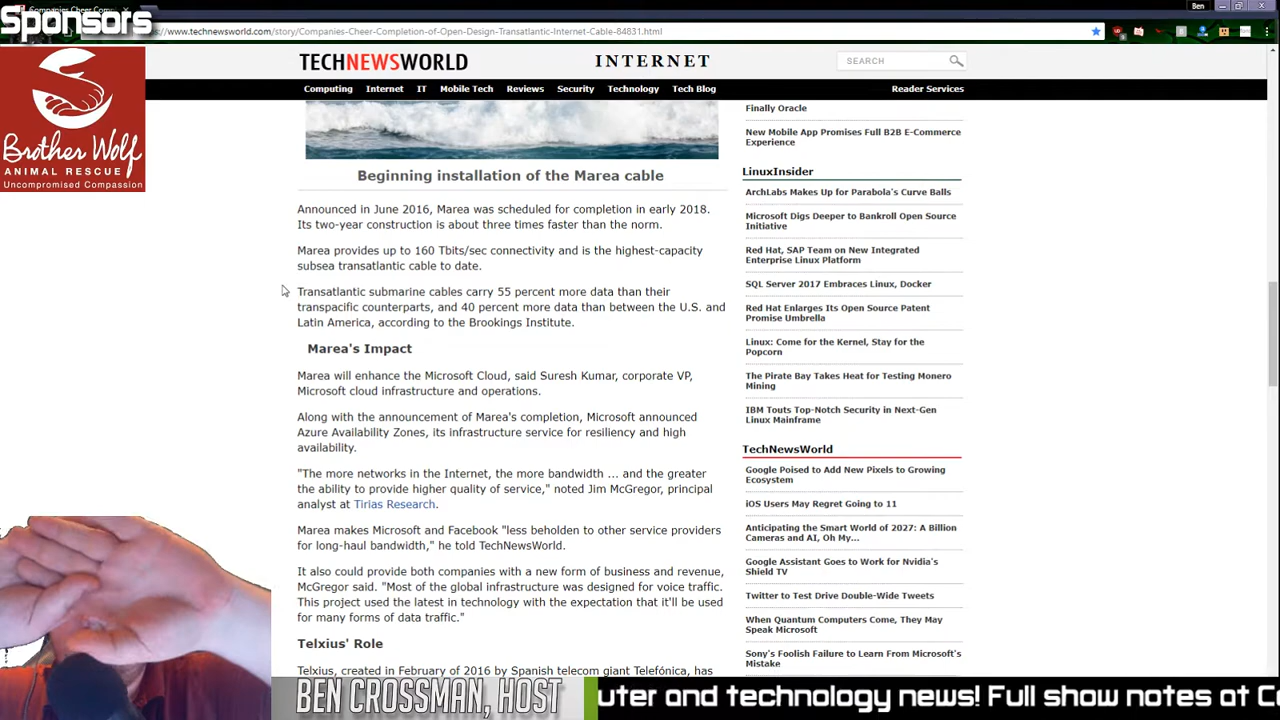 Sponsors
Ben
www.technewsworld.com/story/Companies-Cheer-Completion-of-Open-Design-Transatlantic-Internet-Cable-84831.html
Brother Wolf
ANIMAL RESCUE
Uncompromised Compassion
TECHNEWSWORLD
INTERNET
SEARCH
Computing Internet IT Mobile Tech Reviews Security Technology Tech Blog Reader Services
Beginning installation of the Marea cable
Announced in June 2016, Marea was scheduled for completion in early 2018.
Its two-year construction is about three times faster than the norm.
Marea provides up to 160 Tbits/sec connectivity and is the highest-capacity
subsea transatlantic cable to date.
Transatlantic submarine cables carry 55 percent more data than their
transpacific counterparts, and 40 percent more data than between the U.S. and
Latin America, according to the Brookings Institute.
Marea's Impact
Marea will enhance the Microsoft Cloud, said Suresh Kumar, corporate VP,
Microsoft cloud infrastructure and operations.
Along with the announcement of Marea's completion, Microsoft announced
Azure Availability Zones, its infrastructure service for resiliency and high
availability.
"The more networks in the Internet, the more bandwidth ... and the greater
the ability to provide higher quality of service," noted Jim McGregor, principal
analyst at Tirias Research.
Marea makes Microsoft and Facebook "less beholden to other service providers
for long-haul bandwidth," he told TechNewsWorld.
It also could provide both companies with a new form of business and revenue,
McGregor said. "Most of the global infrastructure was designed for voice traffic.
This project used the latest in technology with the expectation that it'll be used
for many forms of data traffic."
Telxius' Role
Telxius, created in February of 2016 by Spanish telecom giant Telefónica, has
Finally Oracle
New Mobile App Promises Full B2B E-Commerce
Experience
LinuxInsider
ArchLabs Makes Up for Parabola's Curve Balls
Microsoft Digs Deeper to Bankroll Open Source
Initiative
Red Hat, SAP Team on New Integrated
Enterprise Linux Platform
SQL Server 2017 Embraces Linux, Docker
Red Hat Enlarges Its Open Source Patent
Promise Umbrella
Linux: Come for the Kernel, Stay for the
Popcorn
The Pirate Bay Takes Heat for Testing Monero
Mining
IBM Touts Top-Notch Security in Next-Gen
Linux Mainframe
TechNewsWorld
Google Poised to Add New Pixels to Growing
Ecosystem
iOS Users May Regret Going to 11
Anticipating the Smart World of 2027: A Billion
Cameras and AI, Oh My...
Google Assistant Goes to Work for Nvidia's
Shield TV
Twitter to Test Drive Double-Wide Tweets
When Quantum Computers Come, They May
Speak Microsoft
Sony's Foolish Failure to Learn From Microsoft's
Mistake
BEN CROSSMAN, HOST
uter and technology news! Full show notes at